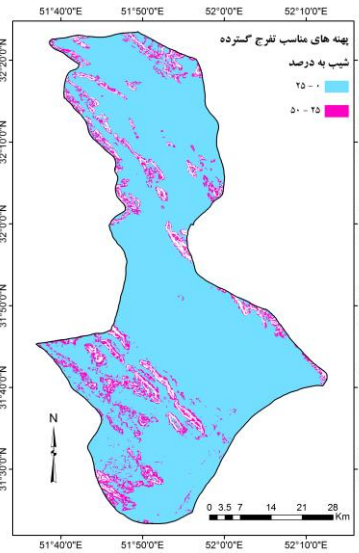 51°40'0"E 51°50'0"E 52°0'0"E 52°10'0"E
پهنه های مناسب تفرج گسترده
شیب به درصد
۰ - ۲۵
۲۵ - ۵۰
32°20'0"N
32°10'0"N
32°0'0"N
31°50'0"N
31°40'0"N
31°30'0"N
N
0 3.5 7 14 21 28
Km
51°40'0"E 51°50'0"E 52°0'0"E 52°10'0"E